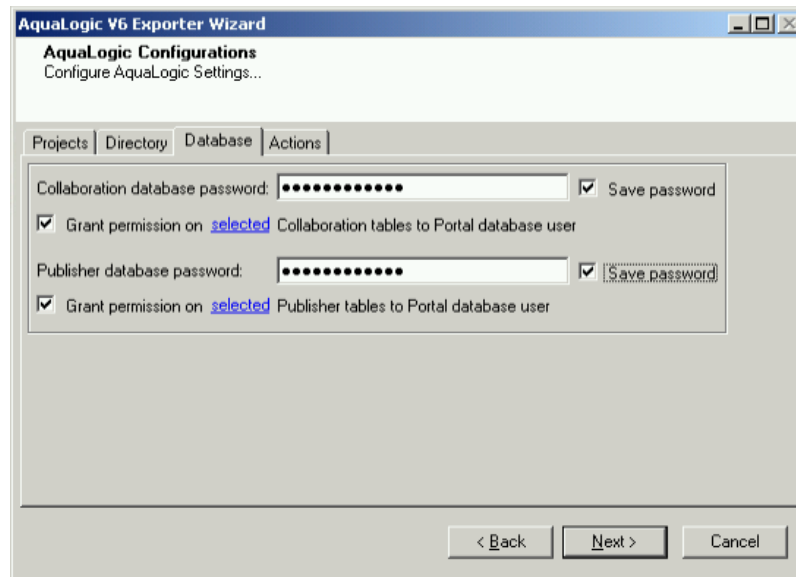 AquaLogic V6 Exporter Wizard
AquaLogic Configurations
Configure AquaLogic Settings...
Projects Directory Database Actions
Collaboration database password: ●●●●●●●●●●●● Save password
Grant permission on selected Collaboration tables to Portal database user
Publisher database password: ●●●●●●●●●●●● Save password
Grant permission on selected Publisher tables to Portal database user
< Back Next > Cancel